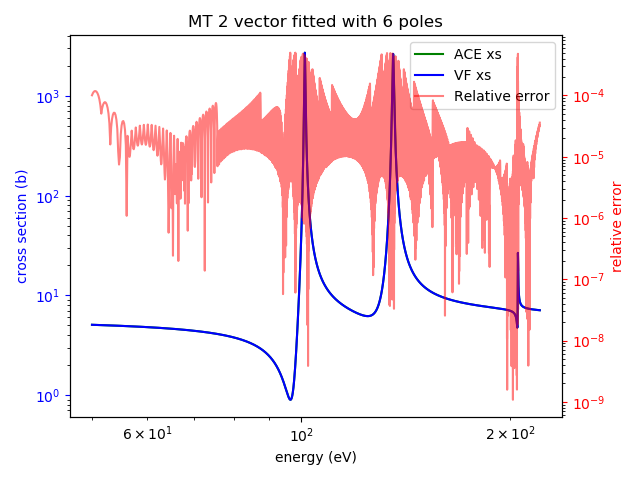 MT 2 vector fitted with 6 poles
ACE xs
VF xs
Relative error
cross section (b)
10³
10²
10¹
10⁰
10⁻⁴
10⁻⁵
10⁻⁶
10⁻⁷
10⁻⁸
10⁻⁹
relative error
6 × 10¹
10²
2 × 10²
energy (eV)